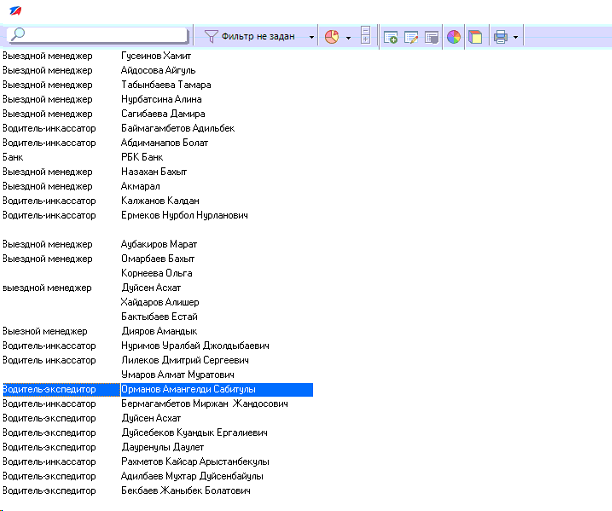 Фильтр не задан
Выездной менеджер Гусеинов Хамит
Выездной менеджер Айдосова Айгуль
Выездной менеджер Табынбаева Тамара
Выездной менеджер Нурбатсина Алина
Выездной менеджер Сагибаева Дамира
Водитель-инкассатор Баймагамбетов Адильбек
Водитель-инкассатор Абдиманапов Болат
Банк РБК Банк
Выездной менеджер Назахан Бахыт
Выездной менеджер Акмарал
Водитель-инкассатор Калжанов Калдан
Водитель-инкассатор Ермеков Нурбол Нурланович
Выездной менеджер Аубакиров Марат
Выездной менеджер Омарбаев Бахыт
Корнеева Ольга
выездной менеджер Дуйсен Асхат
Хайдаров Алишер
Бактыбаев Естай
Выезной менеджер Дияров Амандык
Водитель-инкассатор Нуримов Уралбай Джолдыбаевич
Водитель инкассатор Лилеков Дмитрий Сергеевич
Умаров Алмат Муратович
Водитель-экспедитор Орманов Амангелди Сабитулы
Водитель-инкассатор Бермагамбетов Миржан Жандосович
Водитель-экспедитор Дуйсен Асхат
Водитель-экспедитор Дуйсебеков Куандык Ергалиевич
Водитель-экспедитор Дауренулы Даулет
Водитель-инкассатор Рахметов Кайсар Арыстанбекулы
Водитель-экспедитор Адилбаев Мухтар Дуйсенбайулы
Водитель-экспедитор Бекбаев Жаныбек Болатович